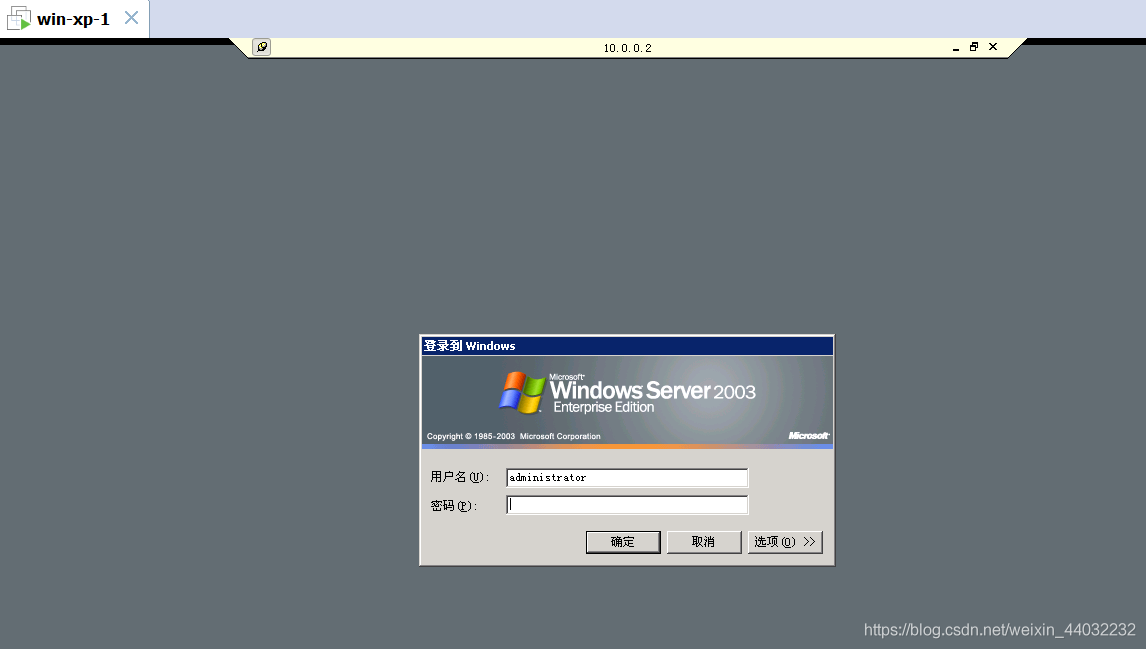 win-xp-1
10.0.0.2
登录到 Windows
Microsoft
Windows Server 2003
Enterprise Edition
Copyright © 1985-2003 Microsoft Corporation
Microsoft
用户名(U):
administrator
密码(P):
确定
取消
选项(O) >>
https://blog.csdn.net/weixin_44032232